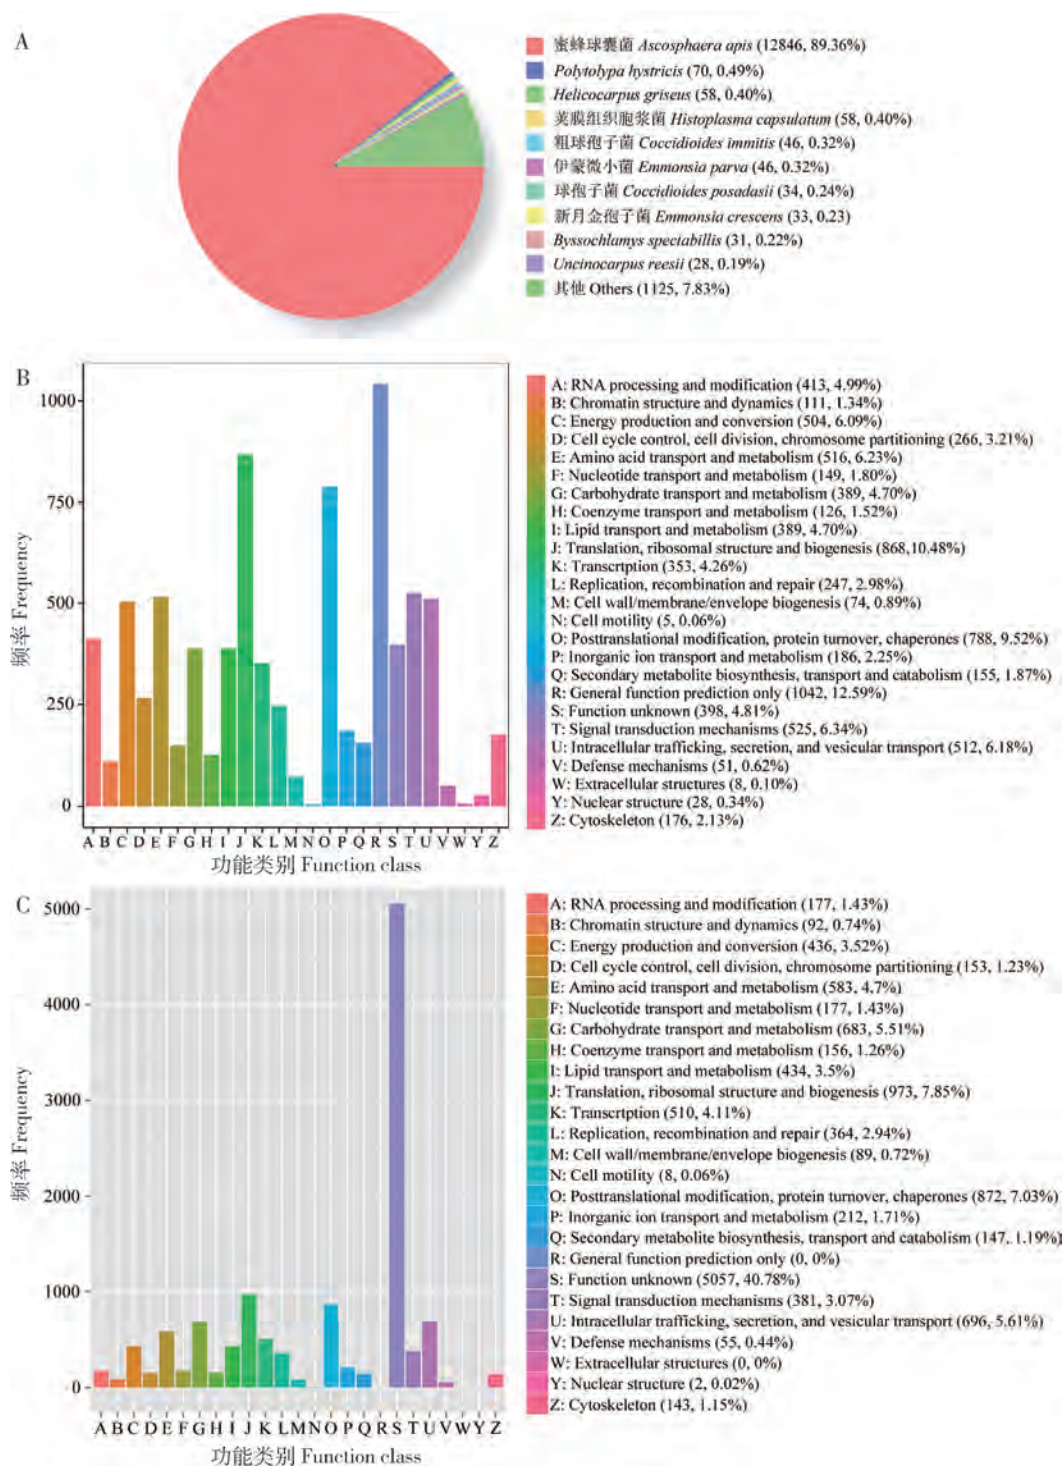 A
蜜蜂球囊菌 Ascosphaera apis (12846, 89.36%)
Polytolypa hystricis (70, 0.49%)
Helicocarpus griseus (58, 0.40%)
荚膜组织胞浆菌 Histoplasma capsulatum (58, 0.40%)
粗球孢子菌 Coccidioides immitis (46, 0.32%)
伊蒙微小菌 Emmonsia parva (46, 0.32%)
球孢子菌 Coccidioides posadasii (34, 0.24%)
新月金孢子菌 Emmonsia crescens (33, 0.23)
Byssochlamys spectabillis (31, 0.22%)
Uncinocarpus reesii (28, 0.19%)
其他 Others (1125, 7.83%)
B
1000
750
500
250
0
频率 Frequency
A B C D E F G H I J K L M N O P Q R S T U V W Y Z
功能类别 Function class
A: RNA processing and modification (413, 4.99%)
B: Chromatin structure and dynamics (111, 1.34%)
C: Energy production and conversion (504, 6.09%)
D: Cell cycle control, cell division, chromosome partitioning (266, 3.21%)
E: Amino acid transport and metabolism (516, 6.23%)
F: Nucleotide transport and metabolism (149, 1.80%)
G: Carbohydrate transport and metabolism (389, 4.70%)
H: Coenzyme transport and metabolism (126, 1.52%)
I: Lipid transport and metabolism (389, 4.70%)
J: Translation, ribosomal structure and biogenesis (868,10.48%)
K: Transcrtption (353, 4.26%)
L: Replication, recombination and repair (247, 2.98%)
M: Cell wall/membrane/envelope biogenesis (74, 0.89%)
N: Cell motility (5, 0.06%)
O: Posttranslational modification, protein turnover, chaperones (788, 9.52%)
P: Inorganic ion transport and metabolism (186, 2.25%)
Q: Secondary metabolite biosynthesis, transport and catabolism (155, 1.87%)
R: General function prediction only (1042, 12.59%)
S: Function unknown (398, 4.81%)
T: Signal transduction mechanisms (525, 6.34%)
U: Intracellular trafficking, secretion, and vesicular transport (512, 6.18%)
V: Defense mechanisms (51, 0.62%)
W: Extracellular structures (8, 0.10%)
Y: Nuclear structure (28, 0.34%)
Z: Cytoskeleton (176, 2.13%)
C
5000
4000
3000
2000
1000
0
频率 Frequency
A B C D E F G H I J K L M N O P Q R S T U V W Y Z
功能类别 Function class
A: RNA processing and modification (177, 1.43%)
B: Chromatin structure and dynamics (92, 0.74%)
C: Energy production and conversion (436, 3.52%)
D: Cell cycle control, cell division, chromosome partitioning (153, 1.23%)
E: Amino acid transport and metabolism (583, 4.7%)
F: Nucleotide transport and metabolism (177, 1.43%)
G: Carbohydrate transport and metabolism (683, 5.51%)
H: Coenzyme transport and metabolism (156, 1.26%)
I: Lipid transport and metabolism (434, 3.5%)
J: Translation, ribosomal structure and biogenesis (973, 7.85%)
K: Transcrtption (510, 4.11%)
L: Replication, recombination and repair (364, 2.94%)
M: Cell wall/membrane/envelope biogenesis (89, 0.72%)
N: Cell motility (8, 0.06%)
O: Posttranslational modification, protein turnover, chaperones (872, 7.03%)
P: Inorganic ion transport and metabolism (212, 1.71%)
Q: Secondary metabolite biosynthesis, transport and catabolism (147, 1.19%)
R: General function prediction only (0, 0%)
S: Function unknown (5057, 40.78%)
T: Signal transduction mechanisms (381, 3.07%)
U: Intracellular trafficking, secretion, and vesicular transport (696, 5.61%)
V: Defense mechanisms (55, 0.44%)
W: Extracellular structures (0, 0%)
Y: Nuclear structure (2, 0.02%)
Z: Cytoskeleton (143, 1.15%)